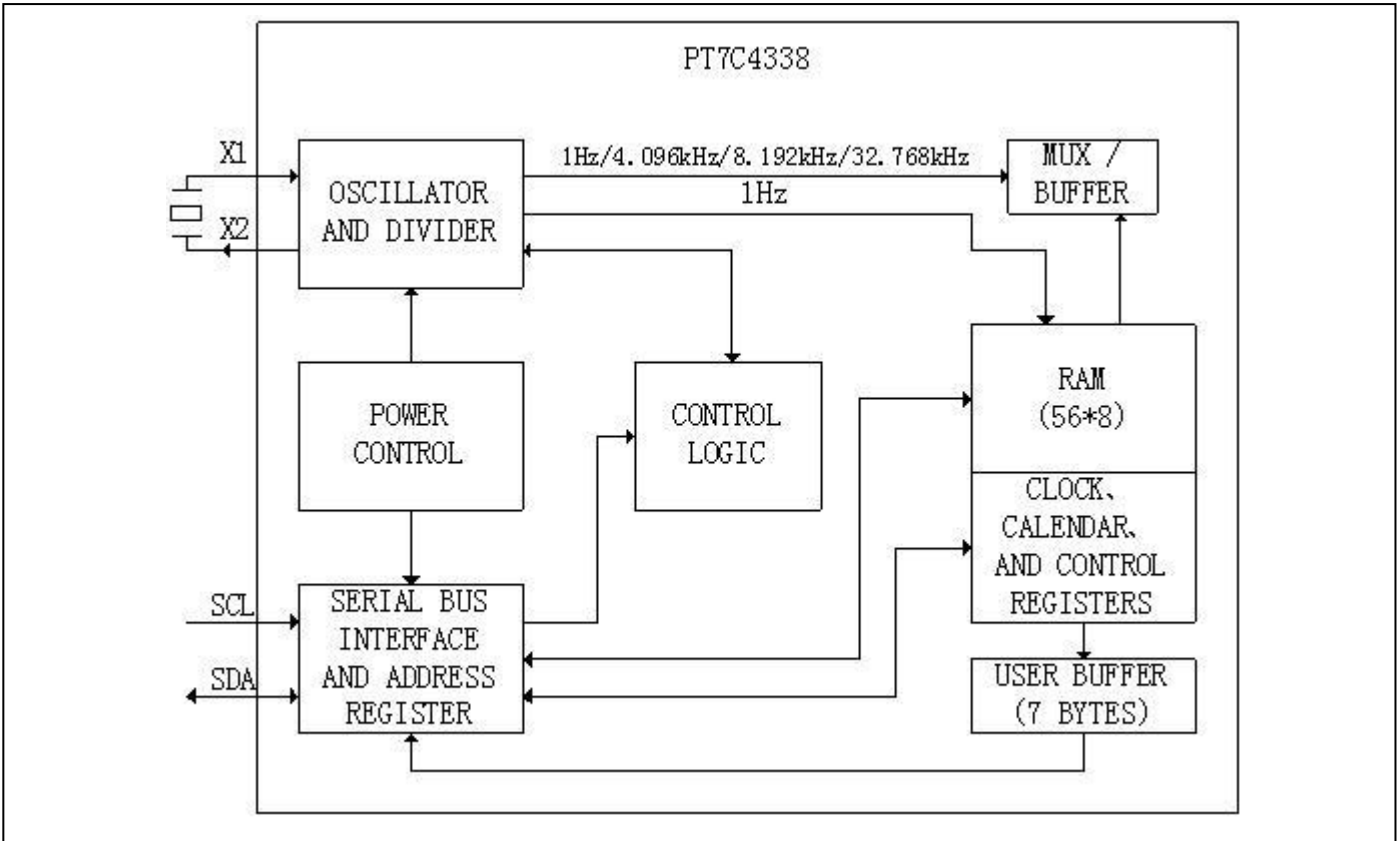 PT7C4338
X1
X2
OSCILLATOR
AND DIVIDER
1Hz/4.096kHz/8.192kHz/32.768kHz
1Hz
MUX /
BUFFER
POWER
CONTROL
CONTROL
LOGIC
RAM
(56*8)
CLOCK、
CALENDAR、
AND CONTROL
REGISTERS
SCL
SDA
SERIAL BUS
INTERFACE
AND ADDRESS
REGISTER
USER BUFFER
(7 BYTES)